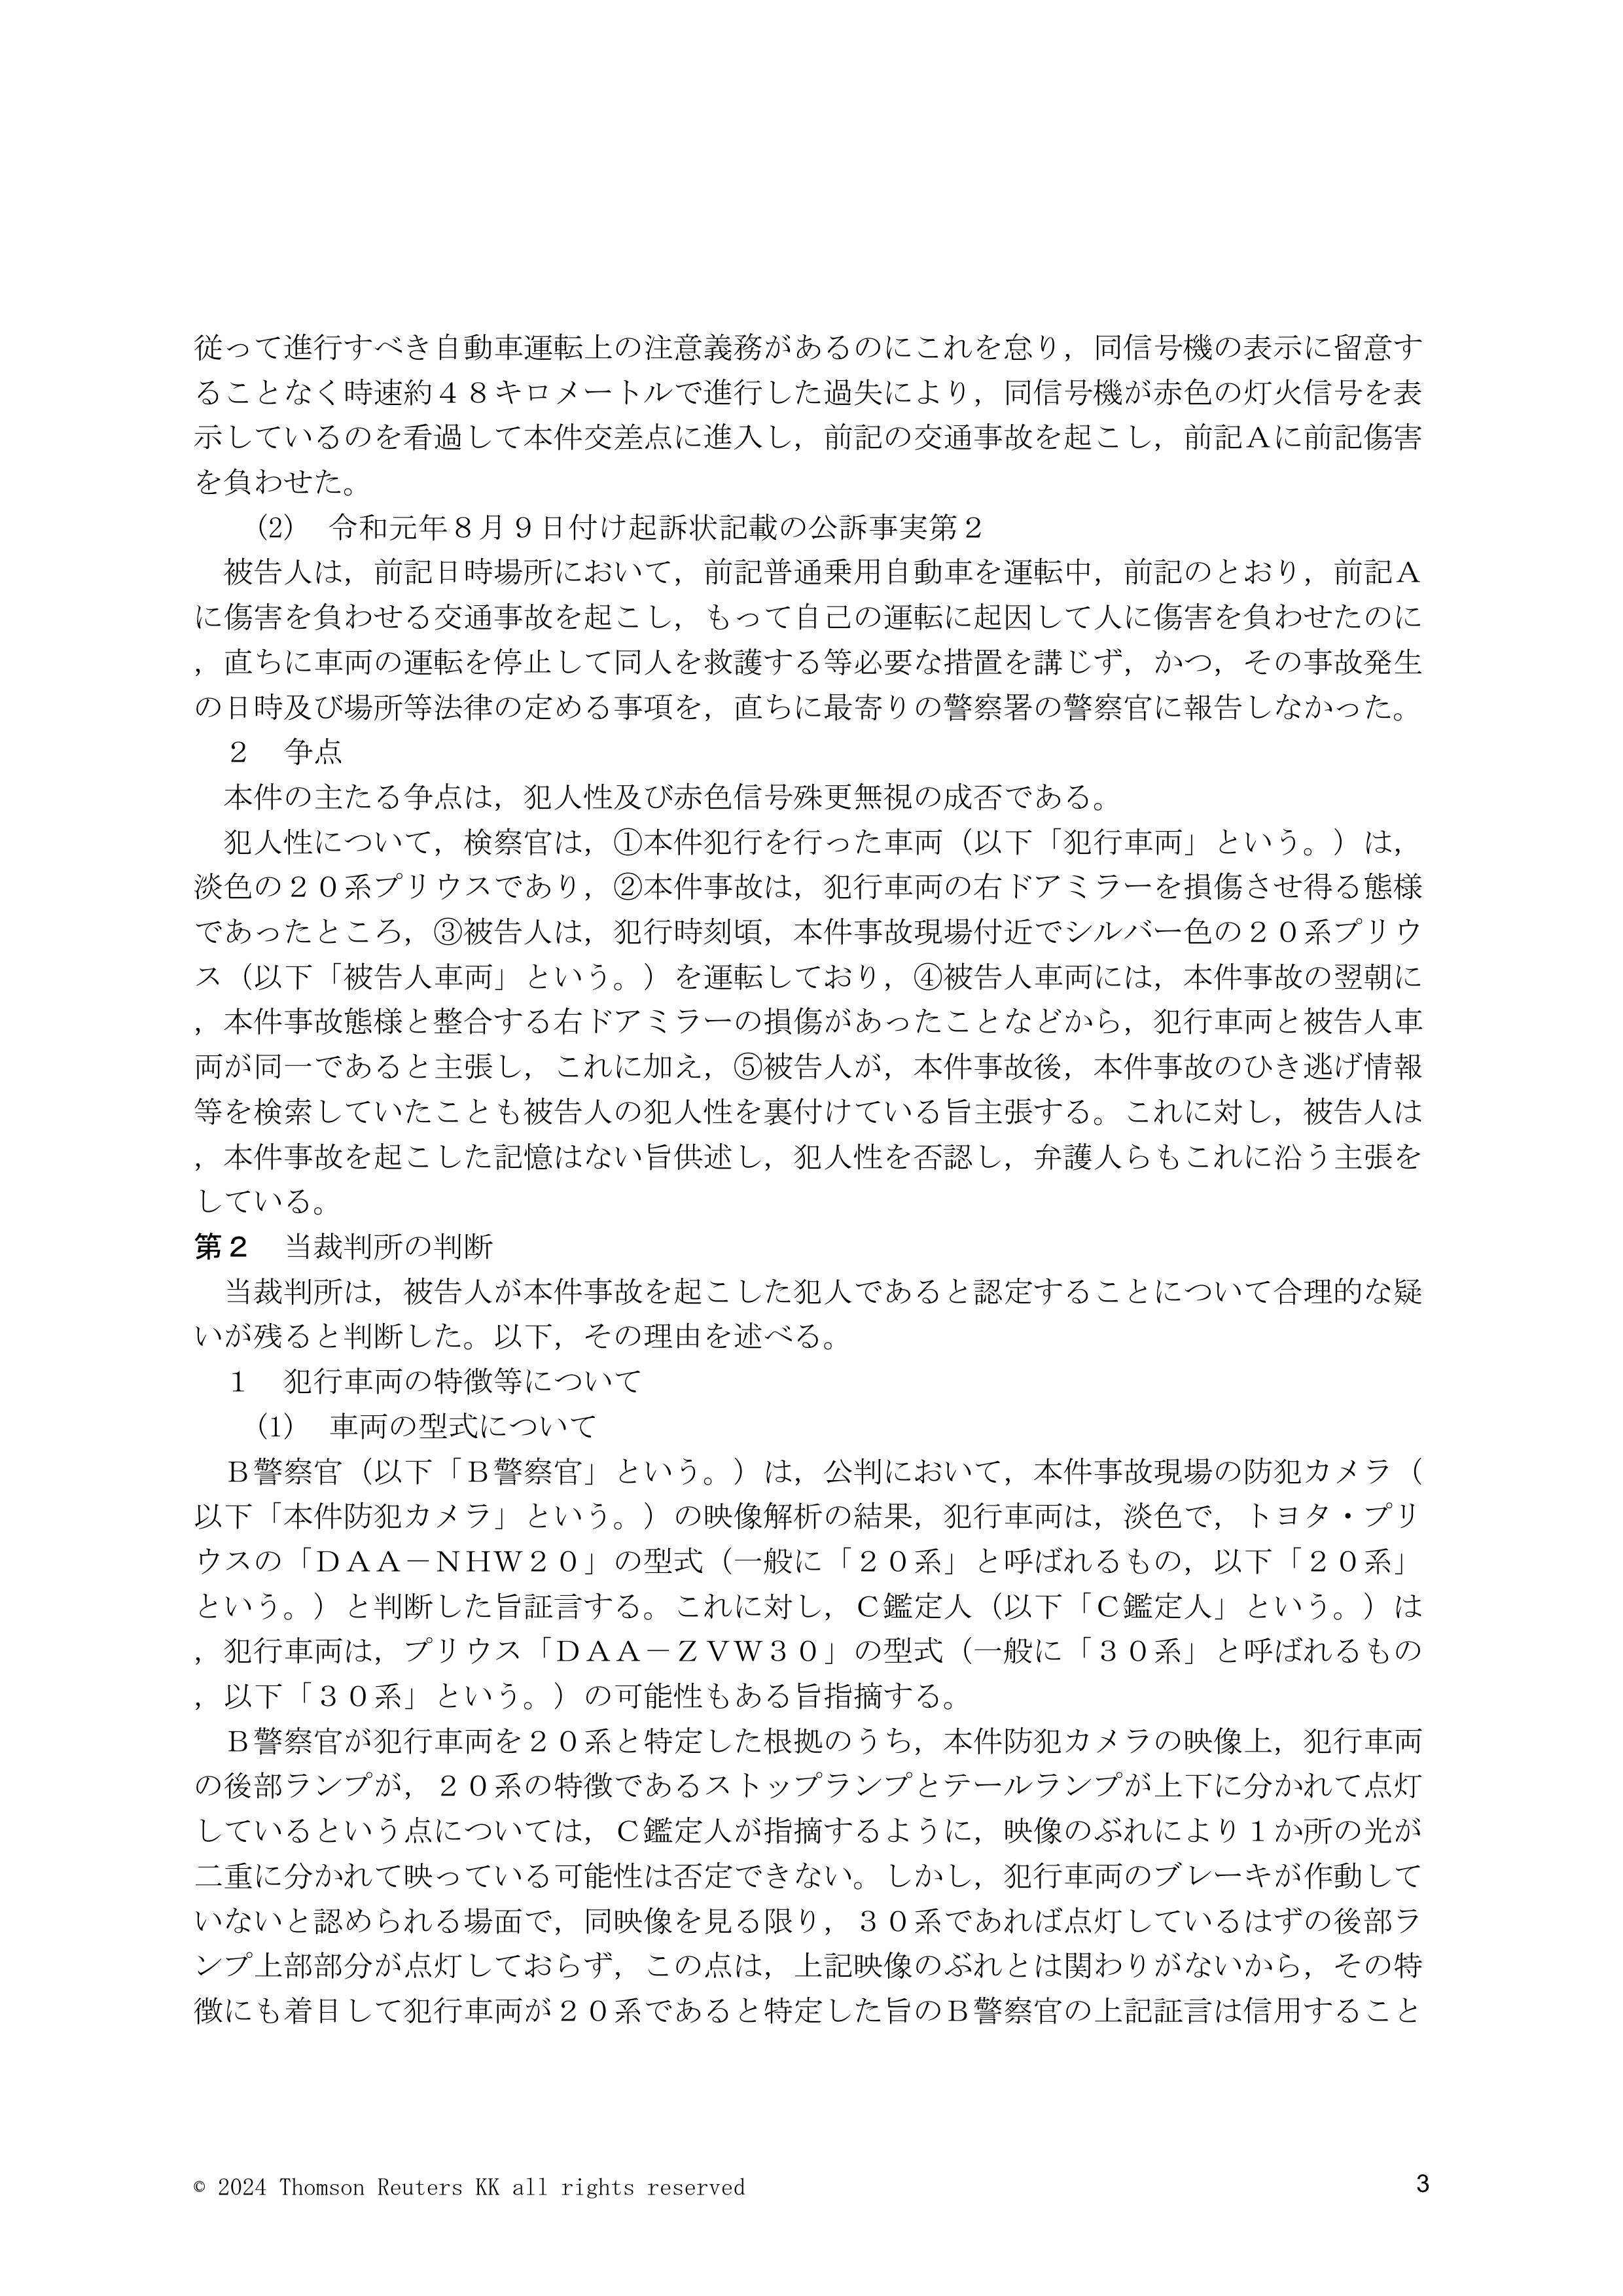 従って進行すべき自動車運転上の注意義務があるのにこれを怠り，同信号機の表示に留意す
ることなく時速約４８キロメートルで進行した過失により，同信号機が赤色の灯火信号を表
示しているのを看過して本件交差点に進入し，前記の交通事故を起こし，前記Ａに前記傷害
を負わせた。
（2）　令和元年８月９日付け起訴状記載の公訴事実第２
被告人は，前記日時場所において，前記普通乗用自動車を運転中，前記のとおり，前記Ａ
に傷害を負わせる交通事故を起こし，もって自己の運転に起因して人に傷害を負わせたのに
，直ちに車両の運転を停止して同人を救護する等必要な措置を講じず，かつ，その事故発生
の日時及び場所等法律の定める事項を，直ちに最寄りの警察署の警察官に報告しなかった。
２　争点
本件の主たる争点は，犯人性及び赤色信号殊更無視の成否である。
犯人性について，検察官は，①本件犯行を行った車両（以下「犯行車両」という。）は，
淡色の２０系プリウスであり，②本件事故は，犯行車両の右ドアミラーを損傷させ得る態様
であったところ，③被告人は，犯行時刻頃，本件事故現場付近でシルバー色の２０系プリウ
ス（以下「被告人車両」という。）を運転しており，④被告人車両には，本件事故の翌朝に
，本件事故態様と整合する右ドアミラーの損傷があったことなどから，犯行車両と被告人車
両が同一であると主張し，これに加え，⑤被告人が，本件事故後，本件事故のひき逃げ情報
等を検索していたことも被告人の犯人性を裏付けている旨主張する。これに対し，被告人は
，本件事故を起こした記憶はない旨供述し，犯人性を否認し，弁護人らもこれに沿う主張を
している。
第２　当裁判所の判断
当裁判所は，被告人が本件事故を起こした犯人であると認定することについて合理的な疑
いが残ると判断した。以下，その理由を述べる。
１　犯行車両の特徴等について
（1）　車両の型式について
Ｂ警察官（以下「Ｂ警察官」という。）は，公判において，本件事故現場の防犯カメラ（
以下「本件防犯カメラ」という。）の映像解析の結果，犯行車両は，淡色で，トヨタ・プリ
ウスの「ＤＡＡ－ＮＨＷ２０」の型式（一般に「２０系」と呼ばれるもの，以下「２０系」
という。）と判断した旨証言する。これに対し，Ｃ鑑定人（以下「Ｃ鑑定人」という。）は
，犯行車両は，プリウス「ＤＡＡ－ＺＶＷ３０」の型式（一般に「３０系」と呼ばれるもの
，以下「３０系」という。）の可能性もある旨指摘する。
Ｂ警察官が犯行車両を２０系と特定した根拠のうち，本件防犯カメラの映像上，犯行車両
の後部ランプが，２０系の特徴であるストップランプとテールランプが上下に分かれて点灯
しているという点については，Ｃ鑑定人が指摘するように，映像のぶれにより１か所の光が
二重に分かれて映っている可能性は否定できない。しかし，犯行車両のブレーキが作動して
いないと認められる場面で，同映像を見る限り，３０系であれば点灯しているはずの後部ラ
ンプ上部部分が点灯しておらず，この点は，上記映像のぶれとは関わりがないから，その特
徴にも着目して犯行車両が２０系であると特定した旨のＢ警察官の上記証言は信用すること
© 2024 Thomson Reuters KK all rights reserved
3